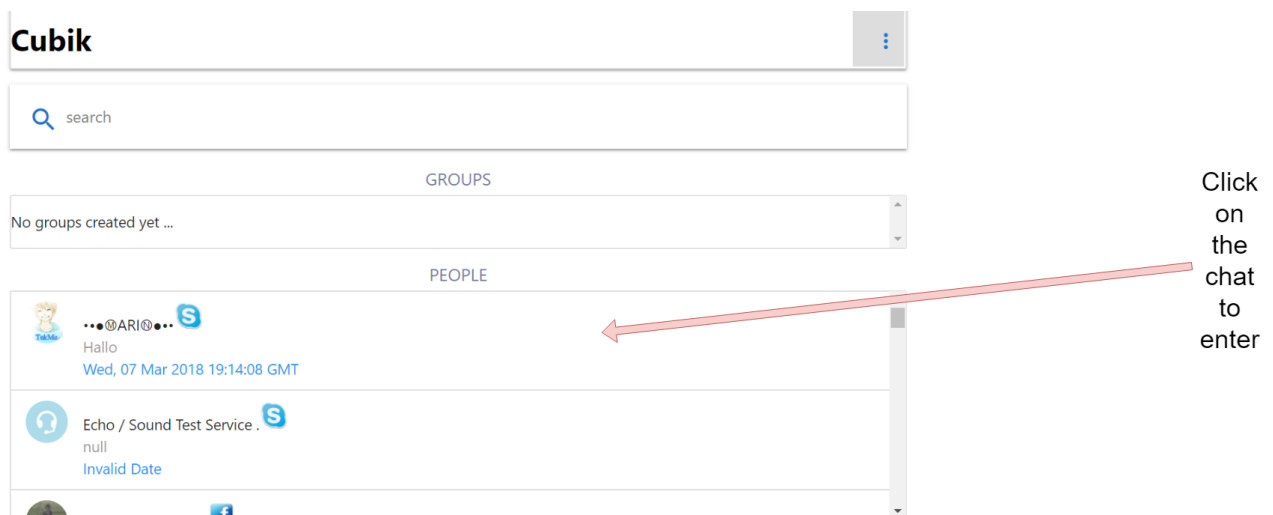 Cubik
search
GROUPS
No groups created yet ...
PEOPLE
••●ⓂARIⓃ●••
Hallo
Wed, 07 Mar 2018 19:14:08 GMT
Echo / Sound Test Service .
null
Invalid Date
Click
on
the
chat
to
enter